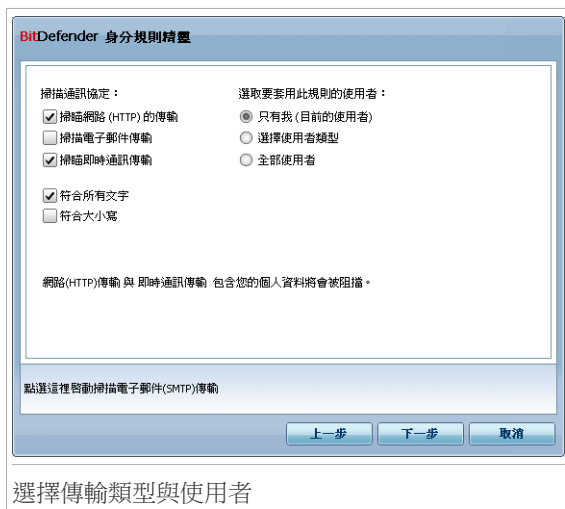 BitDefender 身分規則精靈
掃描通訊協定：
掃瞄網路 (HTTP) 的傳輸
掃描電子郵件傳輸
掃瞄即時通訊傳輸
符合所有文字
符合大小寫
選取要套用此規則的使用者：
只有我 (目前的使用者)
選擇使用者類型
全部使用者
網路(HTTP)傳輸 與 即時通訊傳輸 包含您的個人資料將會被阻擋。
點選這裡啓動掃描電子郵件(SMTP)傳輸
上一步 下一步 取消
選擇傳輸類型與使用者